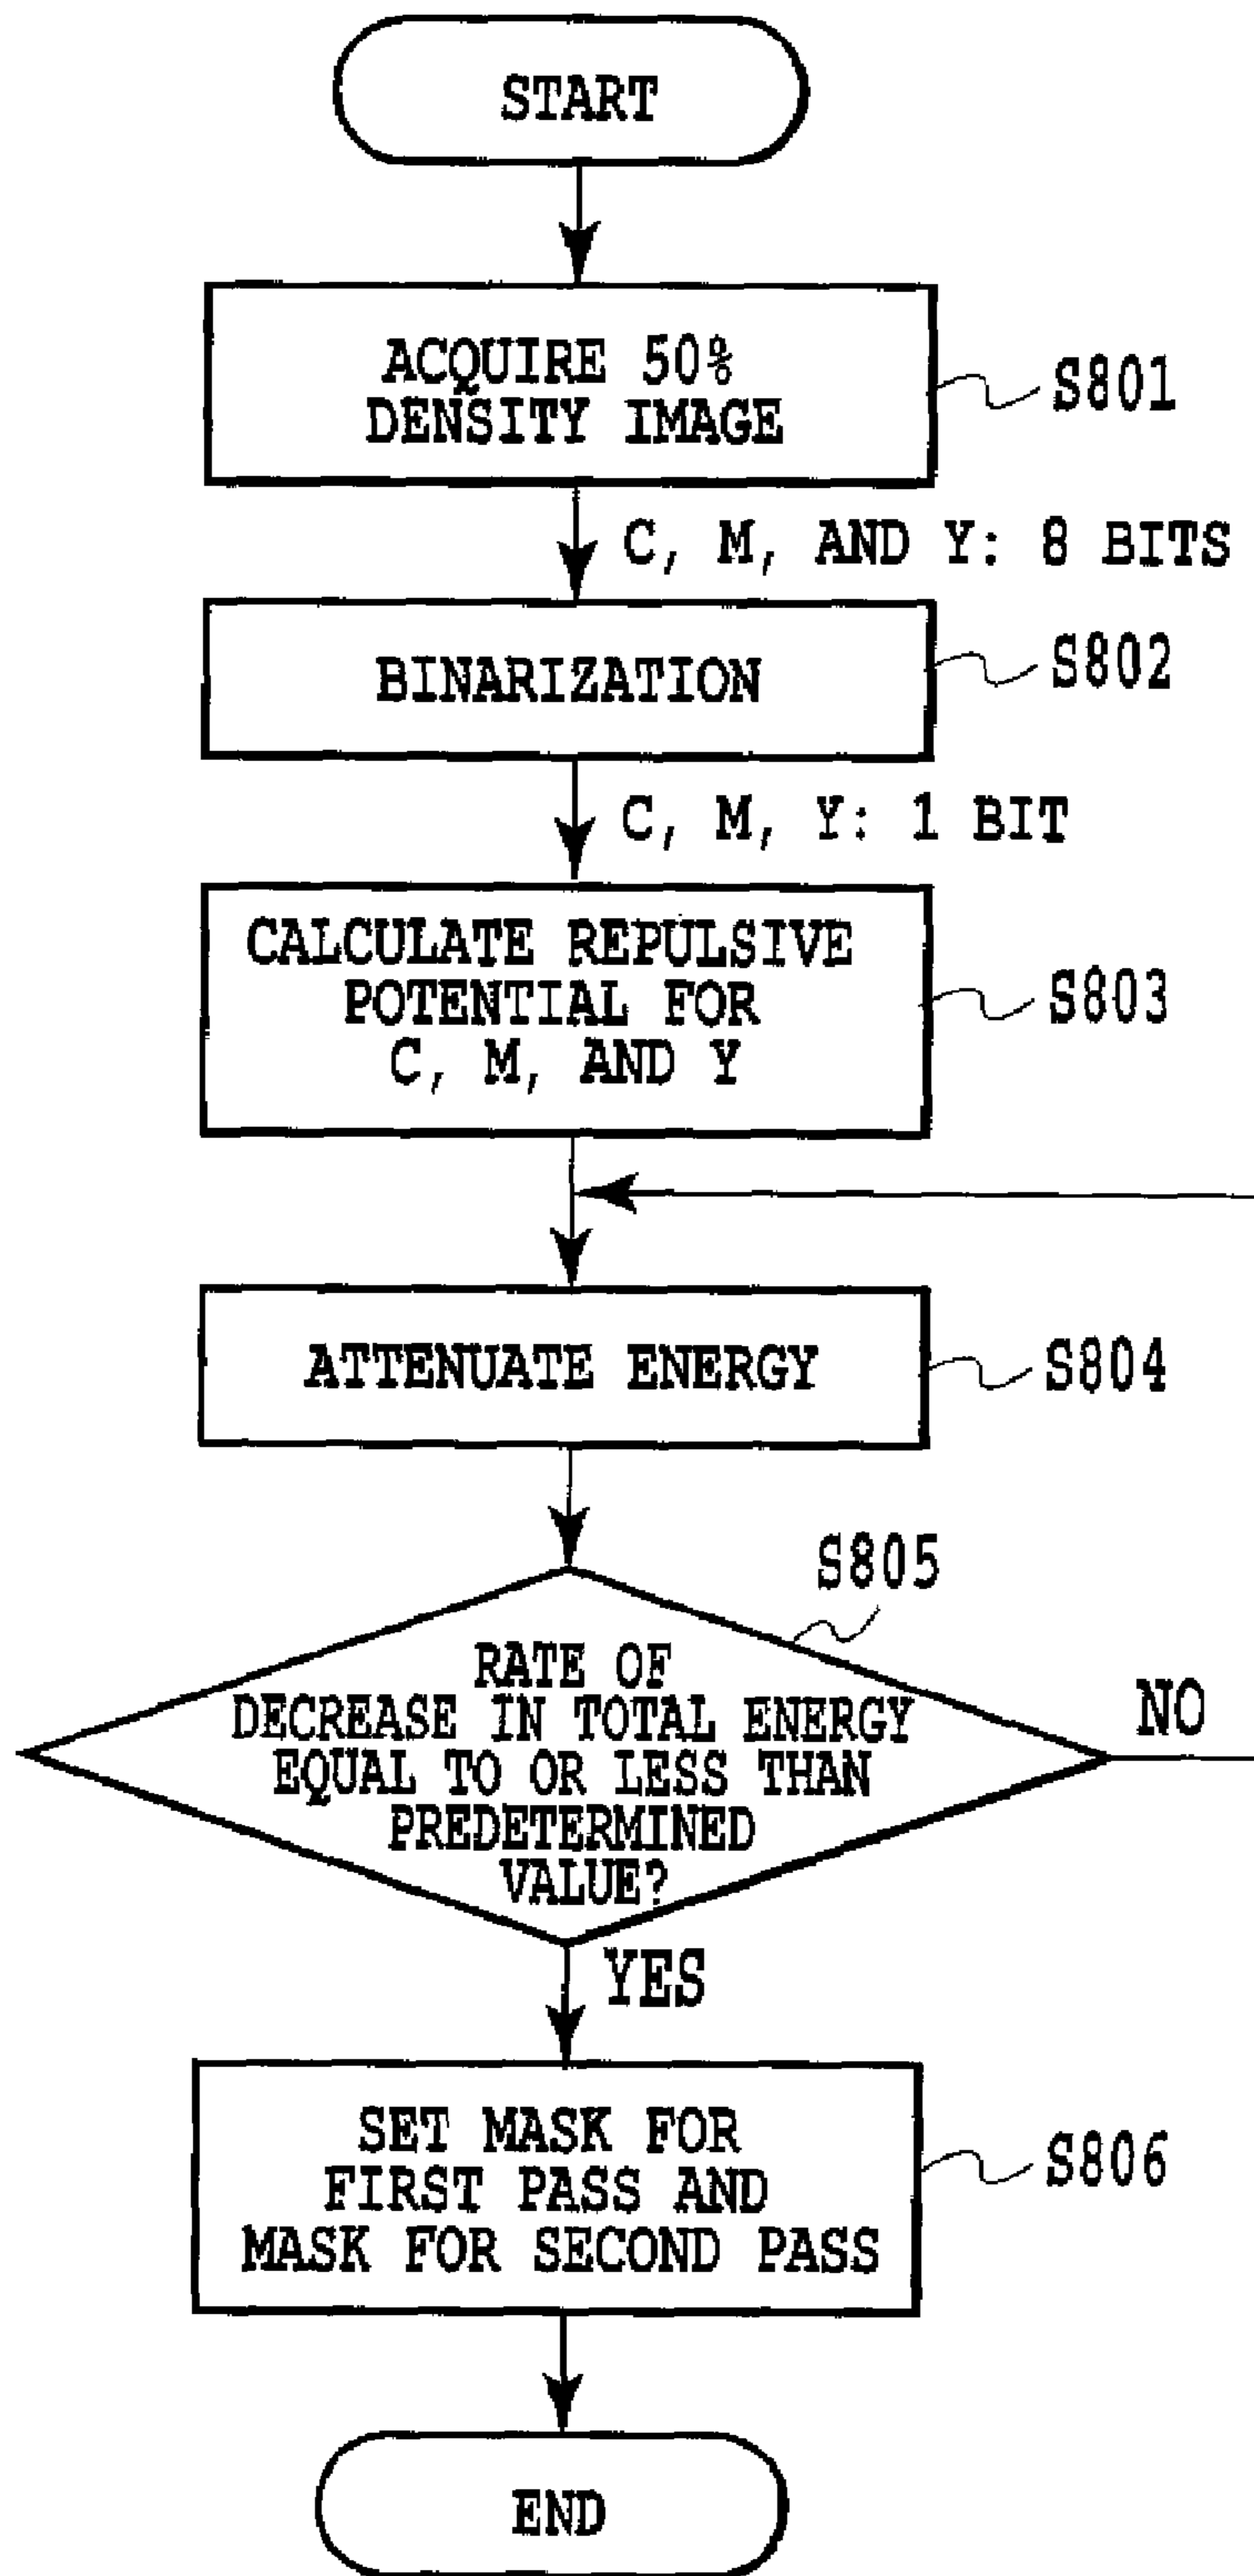 START
ACQUIRE 50%
DENSITY IMAGE
S801
C, M, AND Y: 8 BITS
BINARIZATION
S802
C, M, Y: 1 BIT
CALCULATE REPULSIVE
POTENTIAL FOR
C, M, AND Y
S803
ATTENUATE ENERGY
S804
S805
RATE OF
DECREASE IN TOTAL ENERGY
EQUAL TO OR LESS THAN
PREDETERMINED
VALUE?
NO
YES
SET MASK FOR
FIRST PASS AND
MASK FOR SECOND PASS
S806
END